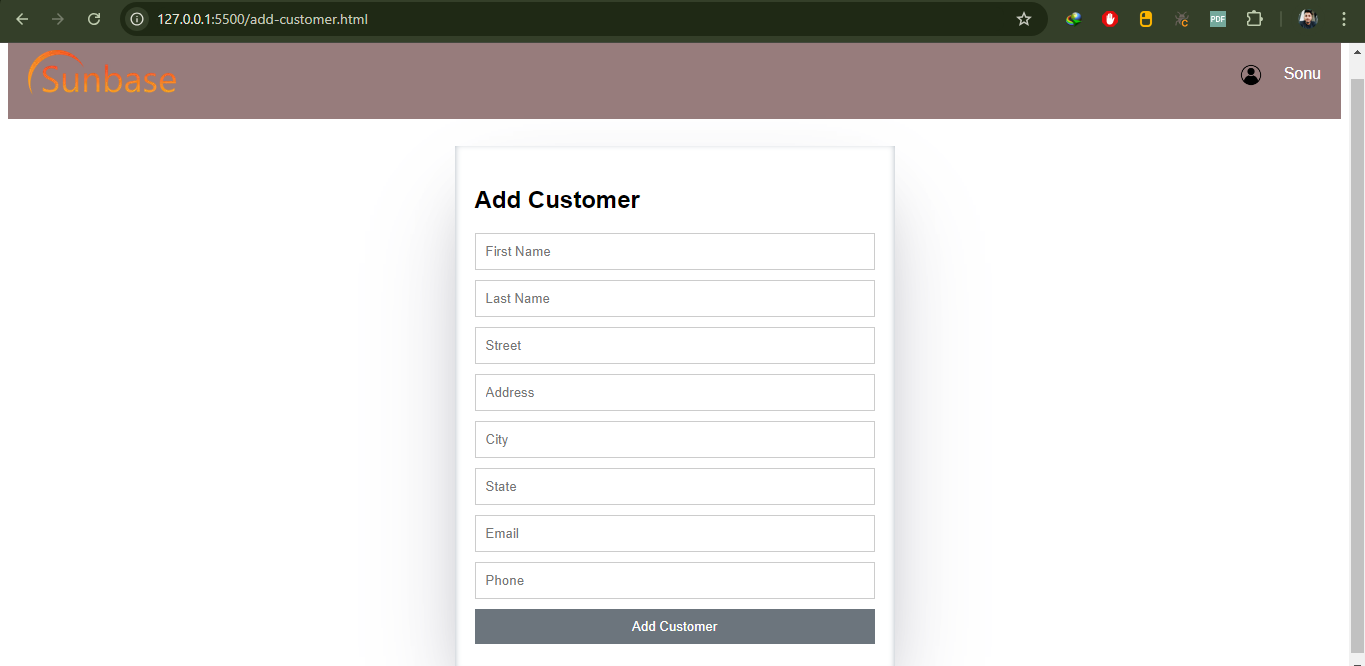 127.0.0.1:5500/add-customer.html
PDF
C
Sunbase
Sonu
Add Customer
First Name
Last Name
Street
Address
City
State
Email
Phone
Add Customer